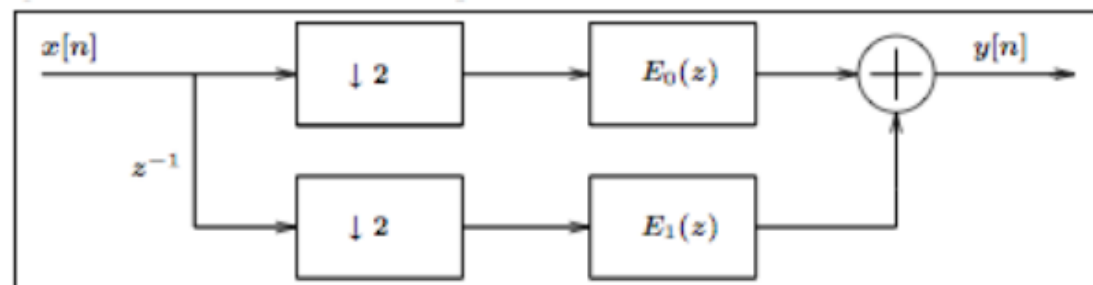 x[n]
↓ 2
E₀(z)
y[n]
z⁻¹
↓ 2
E₁(z)